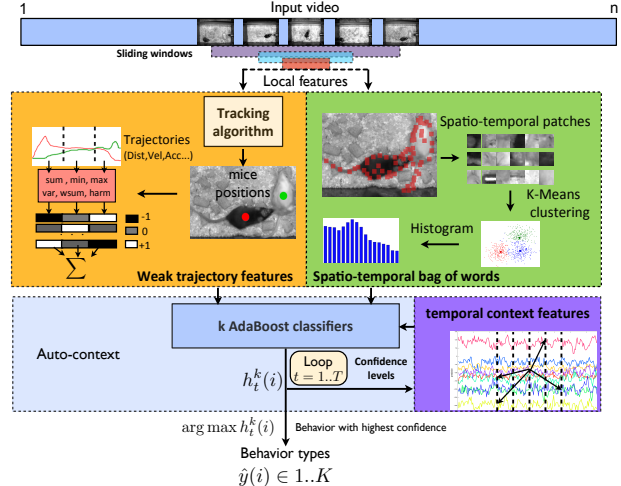 Input video
1
n
Sliding windows
Local features
Tracking
algorithm
Trajectories
(Dist,Vel,Acc...)
sum , min, max
var, wsum, harm
mice
positions
-1
0
+1
. . .
∑
Weak trajectory features
Spatio-temporal patches
K-Means
clustering
Histogram
Spatio-temporal bag of words
k AdaBoost classifiers
temporal context features
Auto-context
Loop
t = 1..T
Confidence
levels
h_t^k(i)
arg max h_t^k(i)
Behavior with highest confidence
Behavior types
ŷ(i) ∈ 1..K